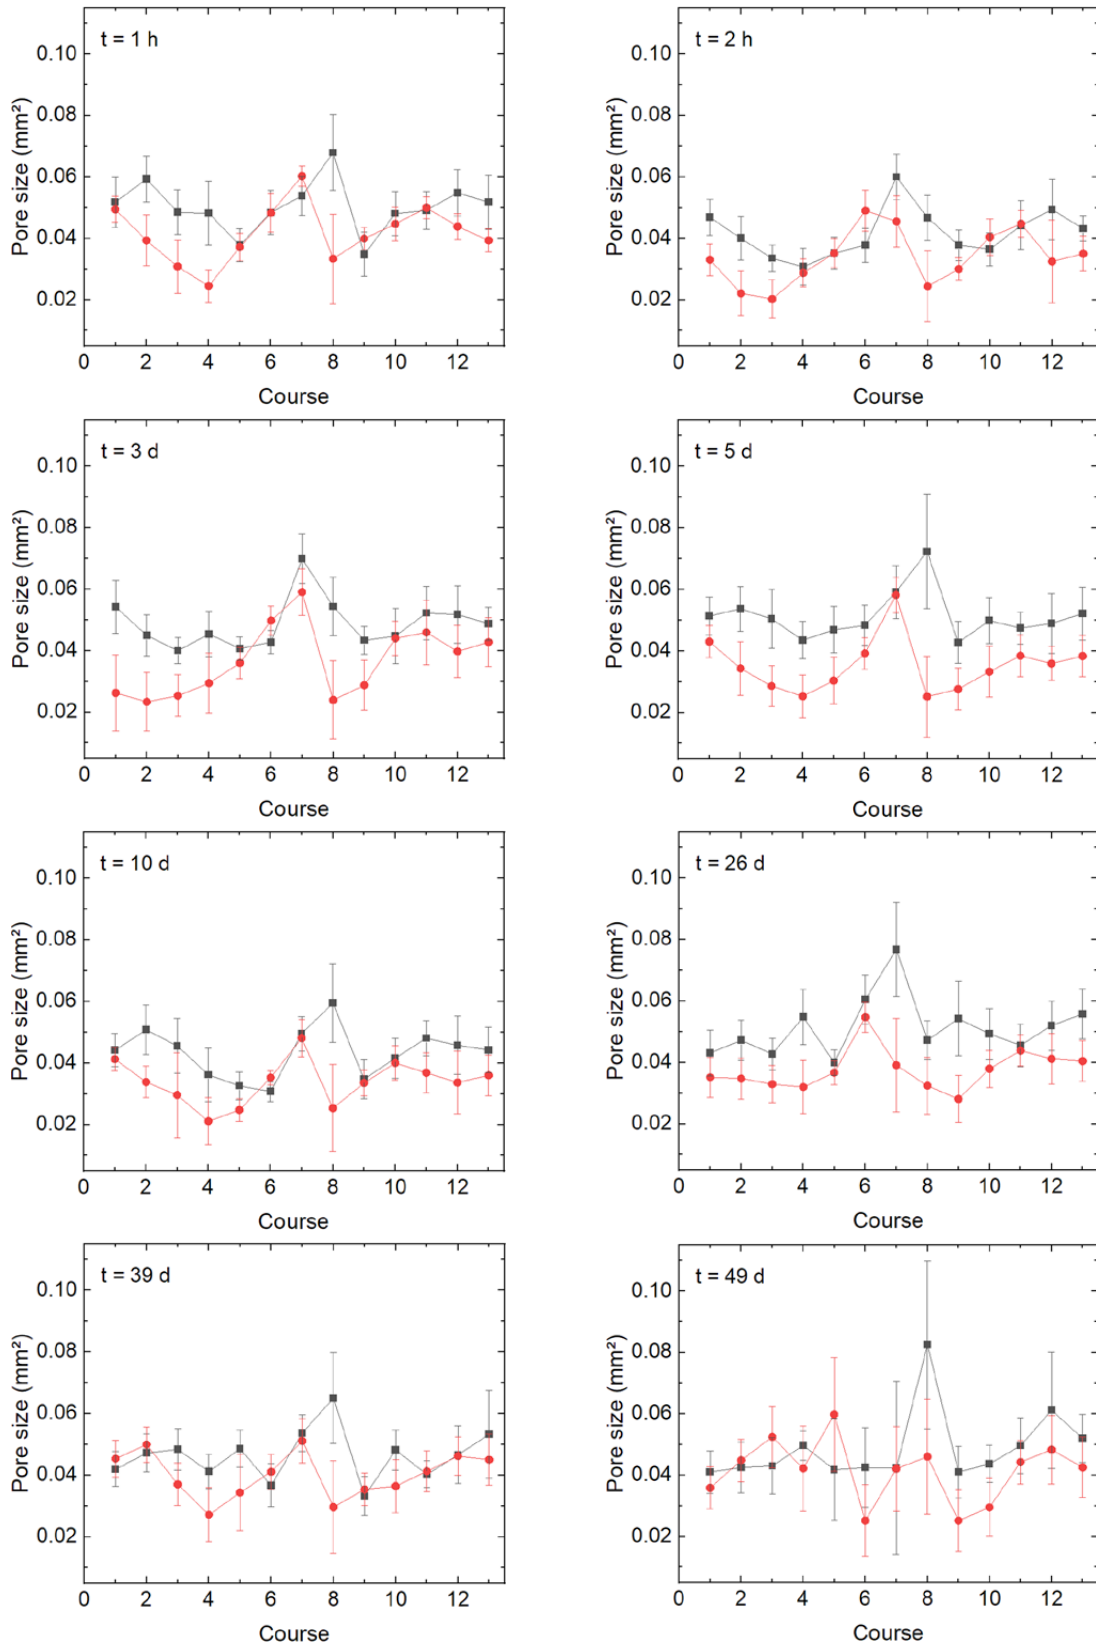 t = 1 h
Pore size (mm²)
0.10
0.08
0.06
0.04
0.02
0 2 4 6 8 10 12
Course
t = 2 h
Pore size (mm²)
0.10
0.08
0.06
0.04
0.02
0 2 4 6 8 10 12
Course
t = 3 d
Pore size (mm²)
0.10
0.08
0.06
0.04
0.02
0 2 4 6 8 10 12
Course
t = 5 d
Pore size (mm²)
0.10
0.08
0.06
0.04
0.02
0 2 4 6 8 10 12
Course
t = 10 d
Pore size (mm²)
0.10
0.08
0.06
0.04
0.02
0 2 4 6 8 10 12
Course
t = 26 d
Pore size (mm²)
0.10
0.08
0.06
0.04
0.02
0 2 4 6 8 10 12
Course
t = 39 d
Pore size (mm²)
0.10
0.08
0.06
0.04
0.02
0 2 4 6 8 10 12
Course
t = 49 d
Pore size (mm²)
0.10
0.08
0.06
0.04
0.02
0 2 4 6 8 10 12
Course